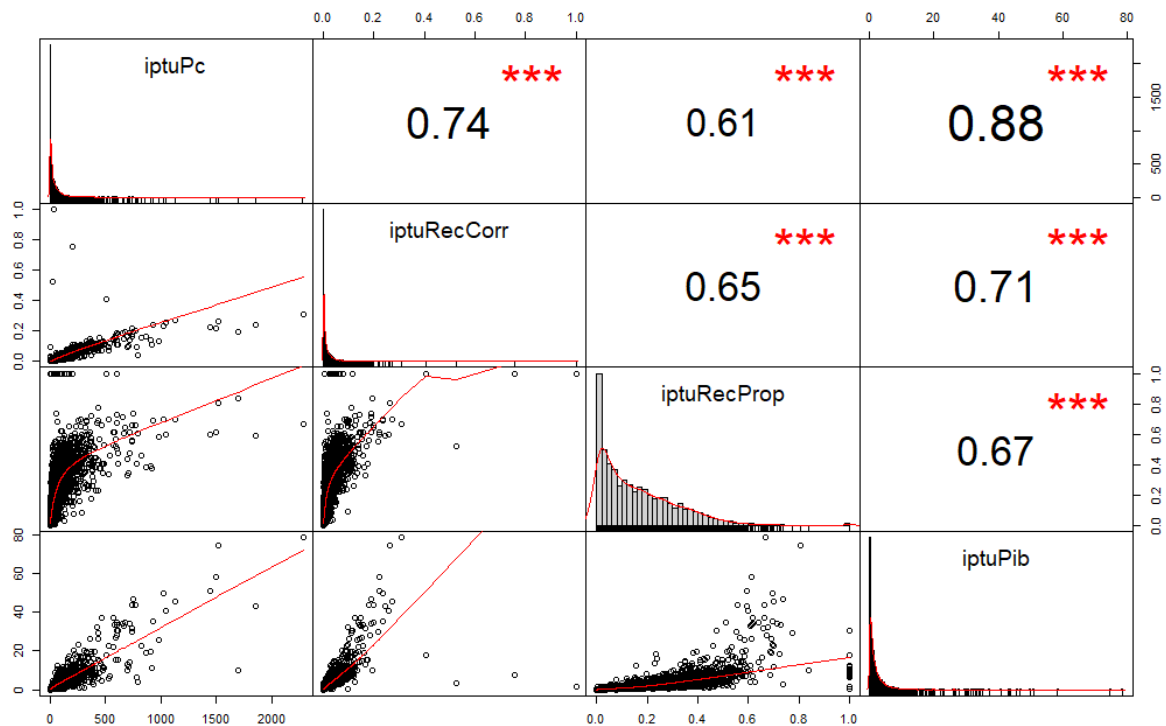 0.0 0.2 0.4 0.6 0.8 1.0 0 20 40 60 80
iptuPc *** 0.74 *** 0.61 *** 0.88 0 500 1500
0.0 0.2 0.4 0.6 0.8 1.0 iptuRecCorr *** 0.65 *** 0.71
iptuRecProp *** 0.67 0.0 0.2 0.4 0.6 0.8 1.0
0 20 40 60 80 iptuPib
0 500 1000 1500 2000 0.0 0.2 0.4 0.6 0.8 1.0